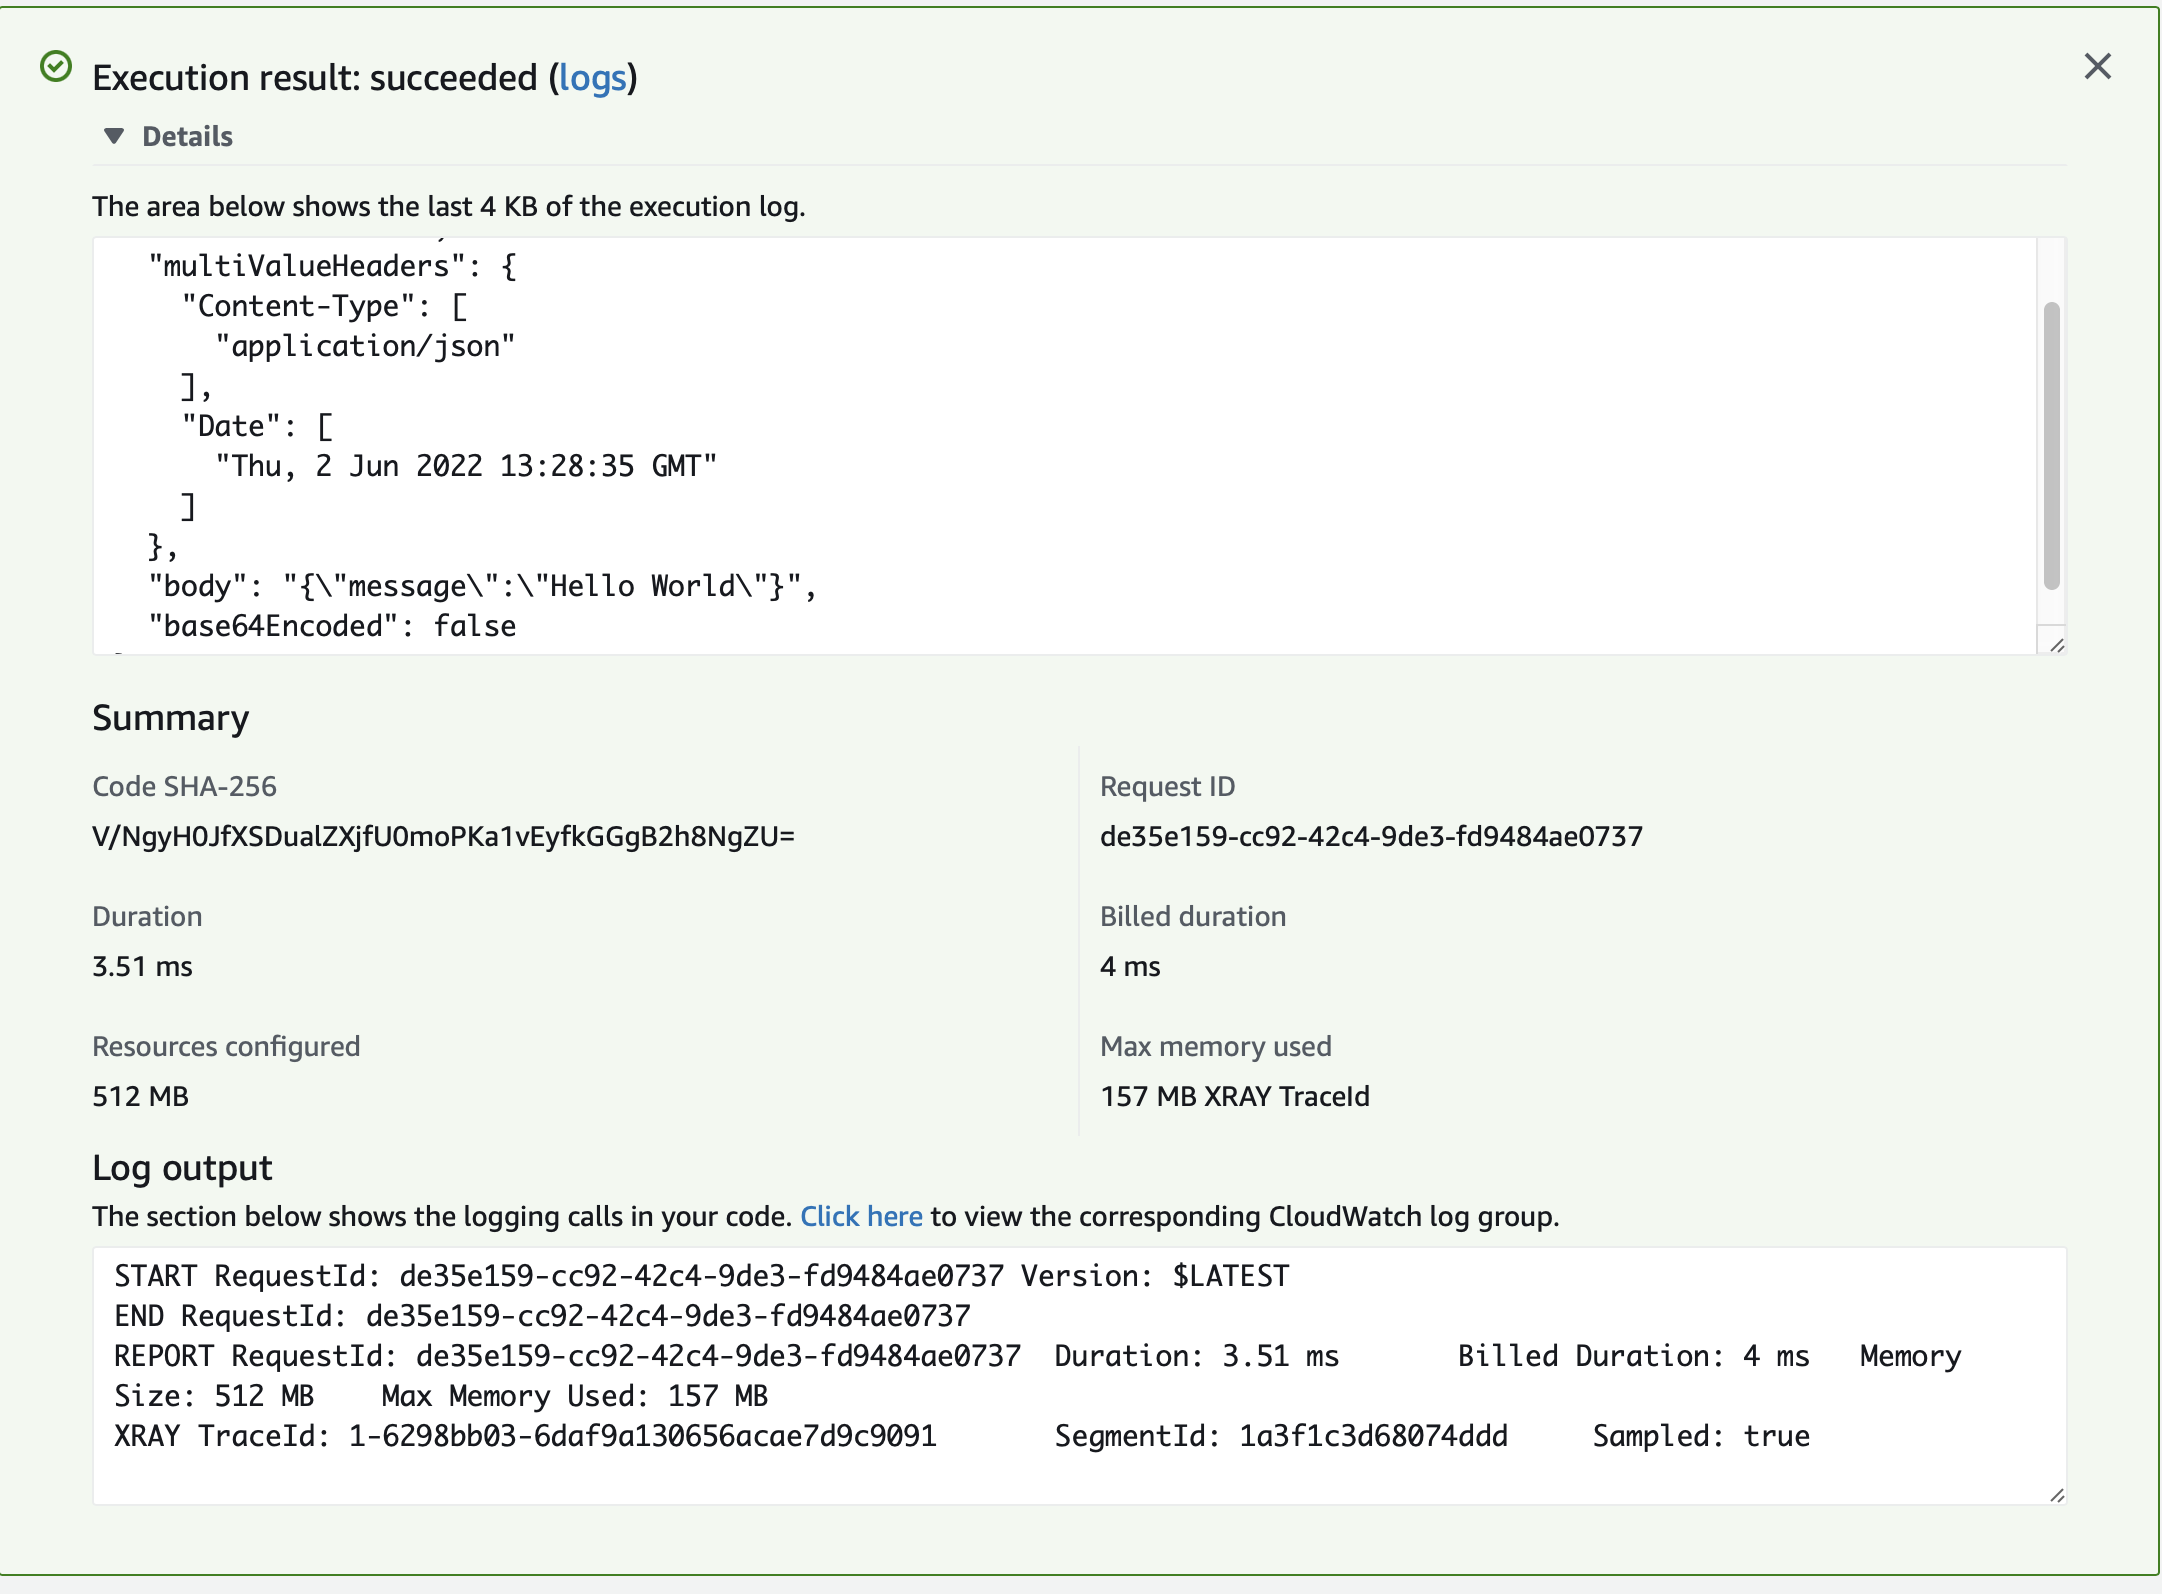 Execution result: succeeded (logs)
Details
The area below shows the last 4 KB of the execution log.
"multiValueHeaders": {
"Content-Type": [
"application/json"
],
"Date": [
"Thu, 2 Jun 2022 13:28:35 GMT"
]
},
"body": "{\"message\":\"Hello World\"}",
"base64Encoded": false
Summary
Code SHA-256
V/NgyH0JfXSDualZXjfU0moPKa1vEyfkGGgB2h8NgZU=
Request ID
de35e159-cc92-42c4-9de3-fd9484ae0737
Duration
3.51 ms
Billed duration
4 ms
Resources configured
512 MB
Max memory used
157 MB XRAY TraceId
Log output
The section below shows the logging calls in your code. Click here to view the corresponding CloudWatch log group.
START RequestId: de35e159-cc92-42c4-9de3-fd9484ae0737 Version: $LATEST
END RequestId: de35e159-cc92-42c4-9de3-fd9484ae0737
REPORT RequestId: de35e159-cc92-42c4-9de3-fd9484ae0737 Duration: 3.51 ms Billed Duration: 4 ms Memory
Size: 512 MB Max Memory Used: 157 MB
XRAY TraceId: 1-6298bb03-6daf9a130656acae7d9c9091 SegmentId: 1a3f1c3d68074ddd Sampled: true